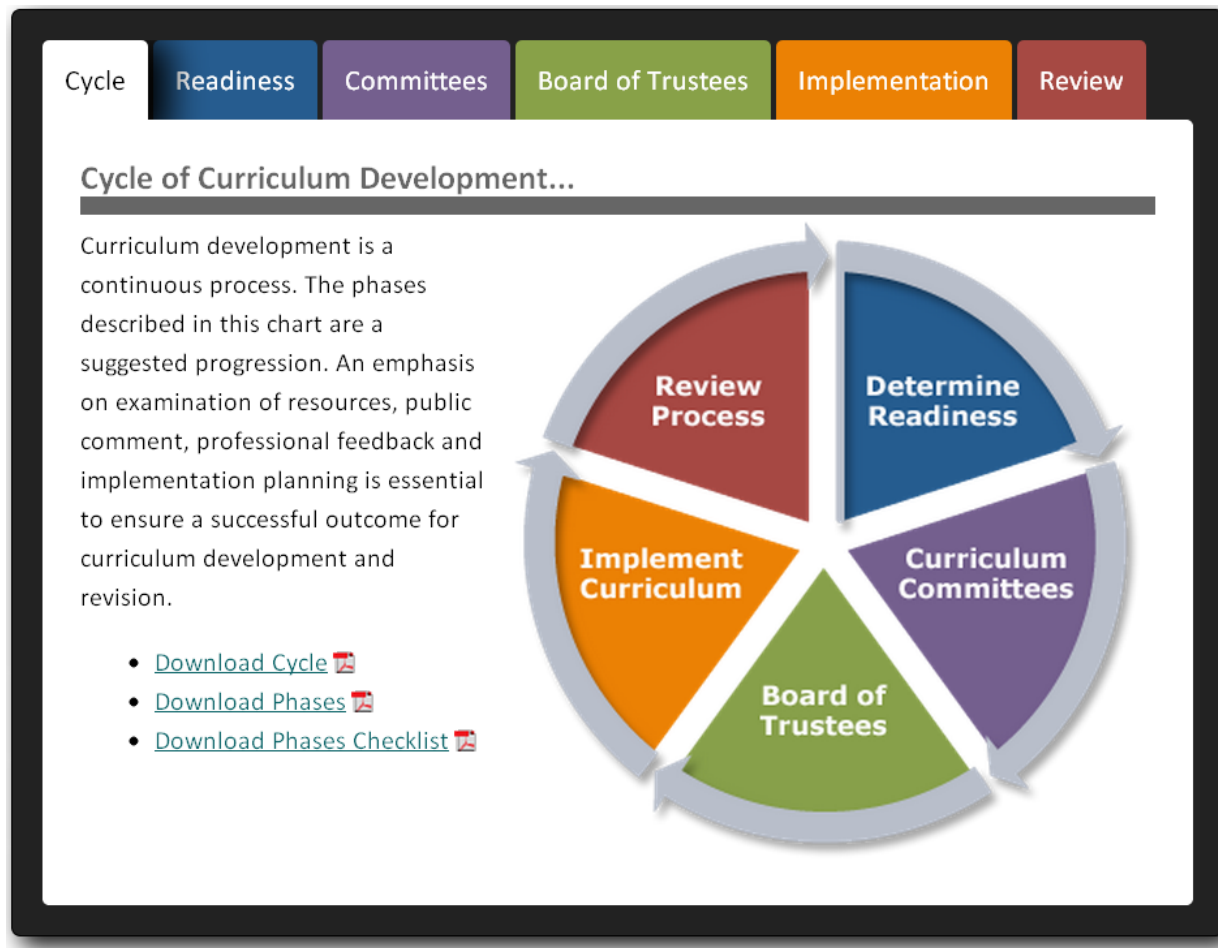 Cycle Readiness Committees Board of Trustees Implementation Review
Cycle of Curriculum Development...
Curriculum development is a
continuous process. The phases
described in this chart are a
suggested progression. An emphasis
on examination of resources, public
comment, professional feedback and
implementation planning is essential
to ensure a successful outcome for
curriculum development and
revision.
• Download Cycle
• Download Phases
• Download Phases Checklist
Determine
Readiness
Curriculum
Committees
Board of
Trustees
Implement
Curriculum
Review
Process